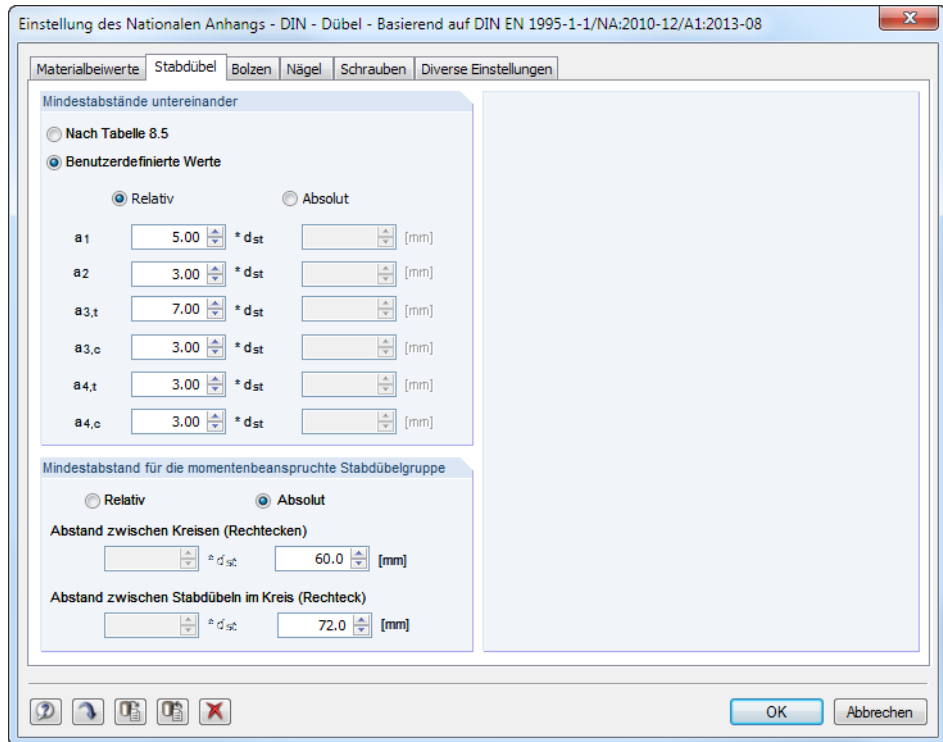 Einstellung des Nationalen Anhangs - DIN - Dübel - Basierend auf DIN EN 1995-1-1/NA:2010-12/A1:2013-08
Materialbeiwerte Stabdübel Bolzen Nägel Schrauben Diverse Einstellungen
Mindestabstände untereinander
Nach Tabelle 8.5
Benutzerdefinierte Werte
Relativ Absolut
a1 5.00 * dst [mm]
a2 3.00 * dst [mm]
a3,t 7.00 * dst [mm]
a3,c 3.00 * dst [mm]
a4,t 3.00 * dst [mm]
a4,c 3.00 * dst [mm]
Mindestabstand für die momentenbeanspruchte Stabdübelgruppe
Relativ Absolut
Abstand zwischen Kreisen (Rechtecken)
* dst 60.0 [mm]
Abstand zwischen Stabdübeln im Kreis (Rechteck)
* dst 72.0 [mm]
OK Abbrechen